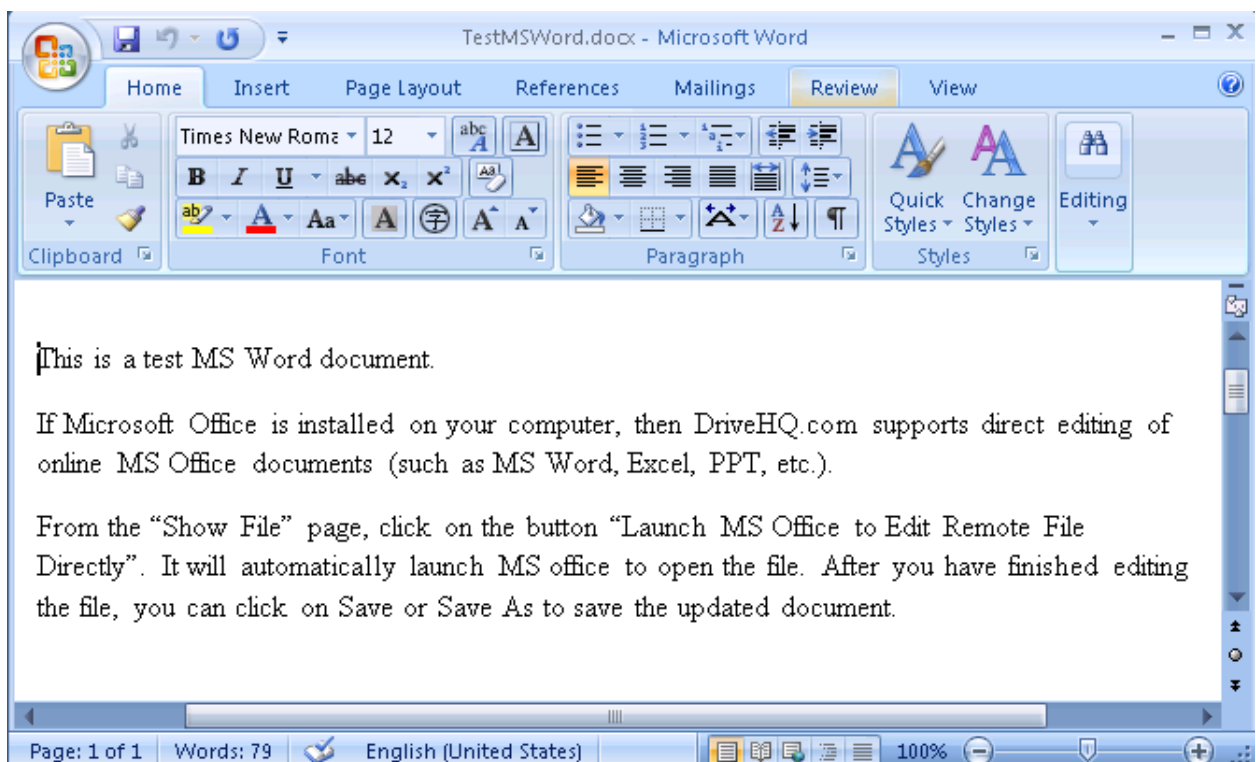 TestMSWord.docx - Microsoft Word
Home Insert Page Layout References Mailings Review View
Times New Roma 12
Paste
Quick Styles Change Styles Editing
Clipboard Font Paragraph Styles
This is a test MS Word document.
If Microsoft Office is installed on your computer, then DriveHQ.com supports direct editing of
online MS Office documents (such as MS Word, Excel, PPT, etc.).
From the “Show File” page, click on the button “Launch MS Office to Edit Remote File
Directly”. It will automatically launch MS office to open the file. After you have finished editing
the file, you can click on Save or Save As to save the updated document.
Page: 1 of 1 Words: 79 English (United States) 100%